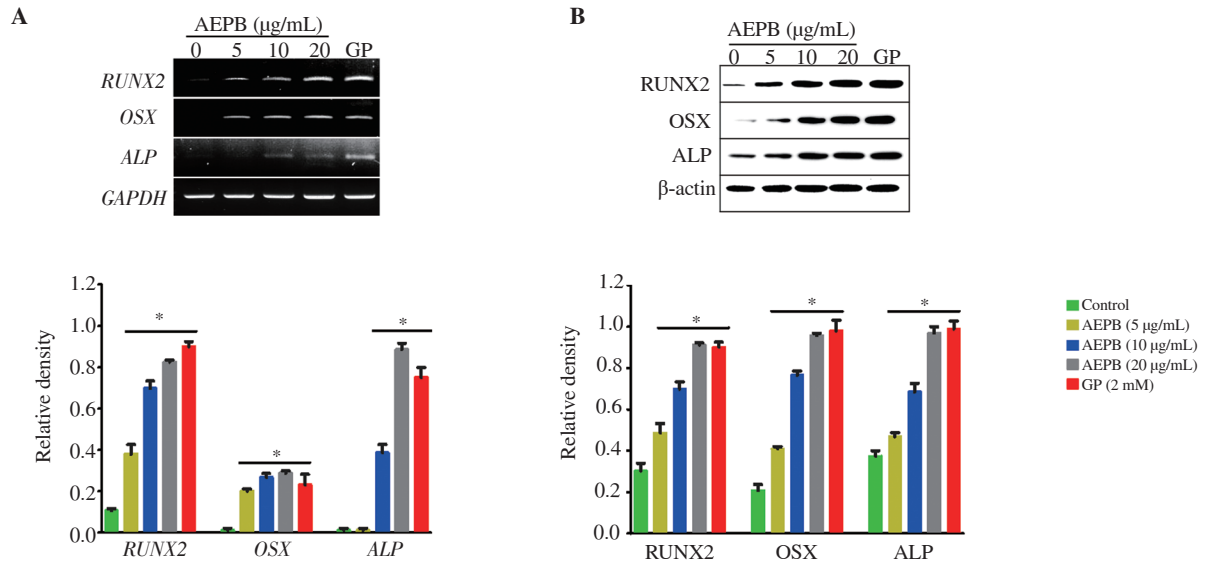 A
AEPB (µg/mL)
0 5 10 20 GP
RUNX2
OSX
ALP
GAPDH
B
AEPB (µg/mL)
0 5 10 20 GP
RUNX2
OSX
ALP
β-actin
Relative density
1.2
1.0
0.8
0.6
0.4
0.2
0.0
*
*
*
RUNX2 OSX ALP
Relative density
1.2
1.0
0.8
0.6
0.4
0.2
0.0
*
*
*
RUNX2 OSX ALP
Control
AEPB (5 µg/mL)
AEPB (10 µg/mL)
AEPB (20 µg/mL)
GP (2 mM)